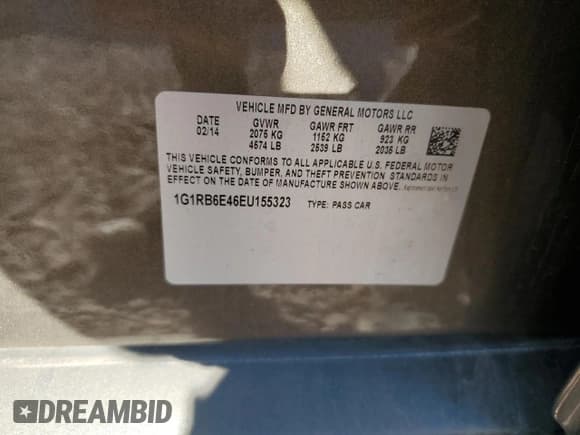 VEHICLE MFD BY GENERAL MOTORS LLC
DATE GVWR GAWR FRT GAWR RR
02/14 2075 KG 1152 KG 923 KG
4574 LB 2539 LB 2035 LB
THIS VEHICLE CONFORMS TO ALL APPLICABLE U.S. FEDERAL MOTOR
VEHICLE SAFETY, BUMPER, AND THEFT PREVENTION STANDARDS IN
EFFECT ON THE DATE OF MANUFACTURE SHOWN ABOVE.
1G1RB6E46EU155323 TYPE: PASS CAR
DREAMBID